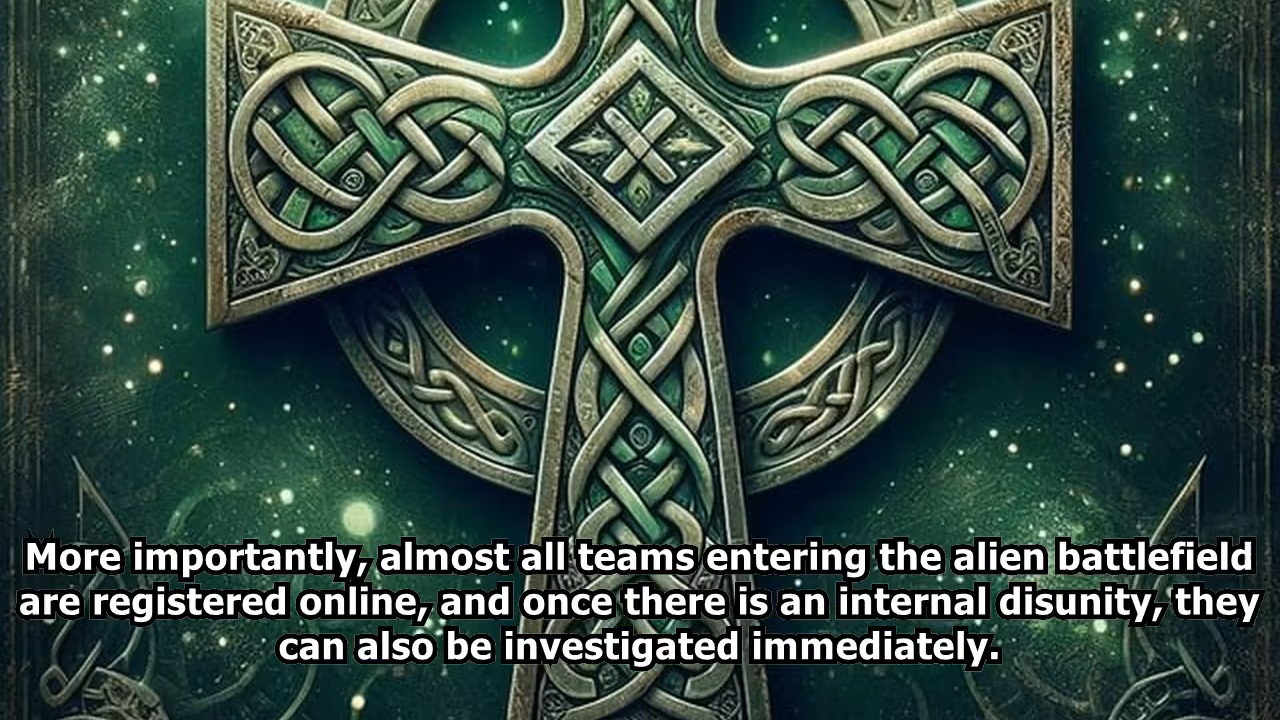 More importantly, almost all teams entering the alien battlefield
are registered online, and once there is an internal disunity, they
can also be investigated immediately.